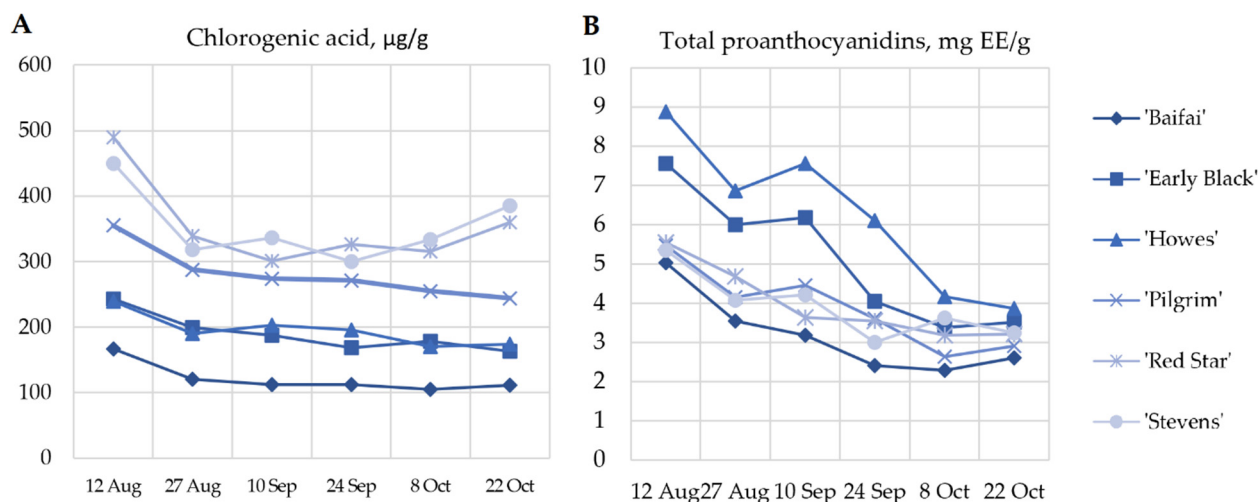 A
Chlorogenic acid, µg/g
600
500
400
300
200
100
0
12 Aug 27 Aug 10 Sep 24 Sep 8 Oct 22 Oct
B
Total proanthocyanidins, mg EE/g
10
9
8
7
6
5
4
3
2
1
0
12 Aug 27 Aug 10 Sep 24 Sep 8 Oct 22 Oct
'Baifai'
'Early Black'
'Howes'
'Pilgrim'
'Red Star'
'Stevens'